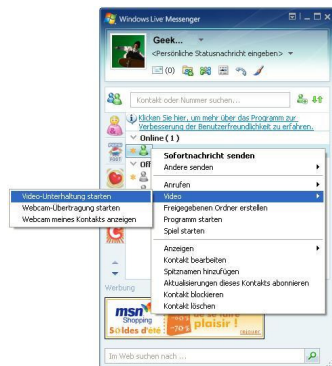 Windows Live Messenger
Geek...
<Persönliche Statusnachricht eingeben>
(0)
Kontakt oder Nummer suchen...
Klicken Sie hier, um mehr über das Programm zur
Verbesserung der Benutzerfreundlichkeit zu erfahren.
Online (1)
Sofortnachricht senden
Andere senden
Off
Anrufen
Video
Video-Unterhaltung starten
Freigegebenen Ordner erstellen
Webcam-Übertragung starten
Programm starten
Webcam meines Kontakts anzeigen
Spiel starten
Anzeigen
Kontakt bearbeiten
Spitznamen hinzufügen
Aktualisierungen dieses Kontakts abonnieren
Werbung
Kontakt blockieren
Kontakt löschen
msn
Shopping
Soldes d'été
-70%
plaisir !
Im Web suchen nach ...